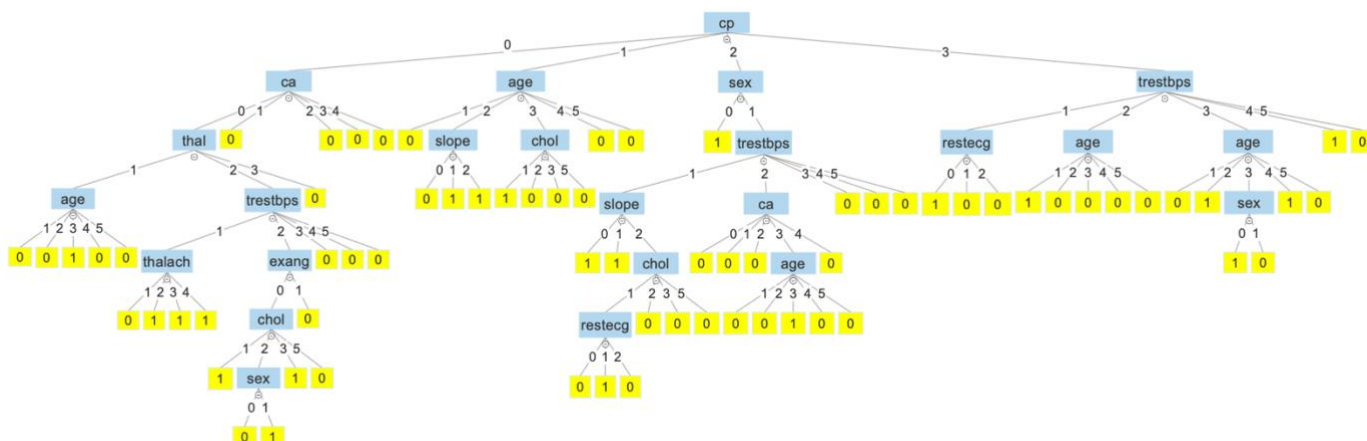 cp
0 1 2 3
ca age sex trestbps
0 1 2 3 4 1 2 3 4 5 0 1 1 2 3 4 5
thal 0 0 0 0 0 slope chol 0 0 1 trestbps restecg age age 1 0
1 2 3 0 1 2 1 2 3 5 1 2 3 4 5 0 1 2 1 2 3 4 5 1 2 3 4 5
age trestbps 0 0 1 1 1 0 0 0 slope ca 0 0 0 1 0 0 1 0 0 0 0 0 1 sex 1 0
1 2 3 4 5 1 2 3 4 5 0 1 2 0 1 2 3 4 0 1
0 0 1 0 0 thalach exang 0 0 0 1 1 chol 0 0 0 age 0 1 0
1 2 3 4 0 1 1 2 3 5 1 2 3 4 5
0 1 1 1 chol 0 restecg 0 0 0 0 0 1 0 0
1 2 3 5 0 1 2
1 sex 1 0 0 1 0
0 1
0 1